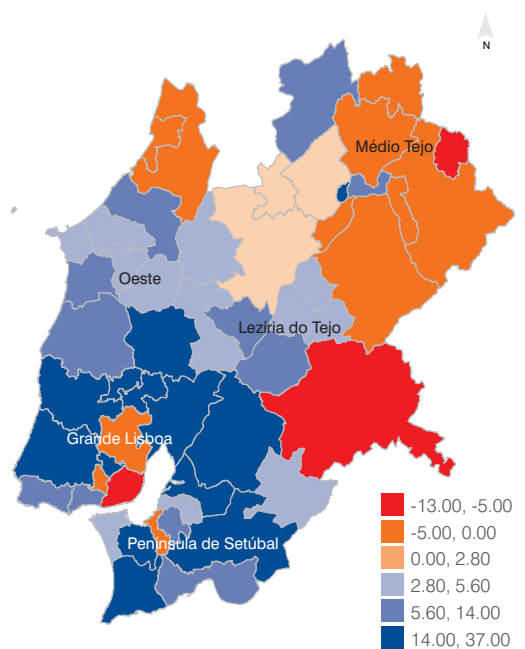 N
Médio Tejo
Oeste
Lezíria do Tejo
Grande Lisboa
Península de Setúbal
-13.00, -5.00
-5.00, 0.00
0.00, 2.80
2.80, 5.60
5.60, 14.00
14.00, 37.00